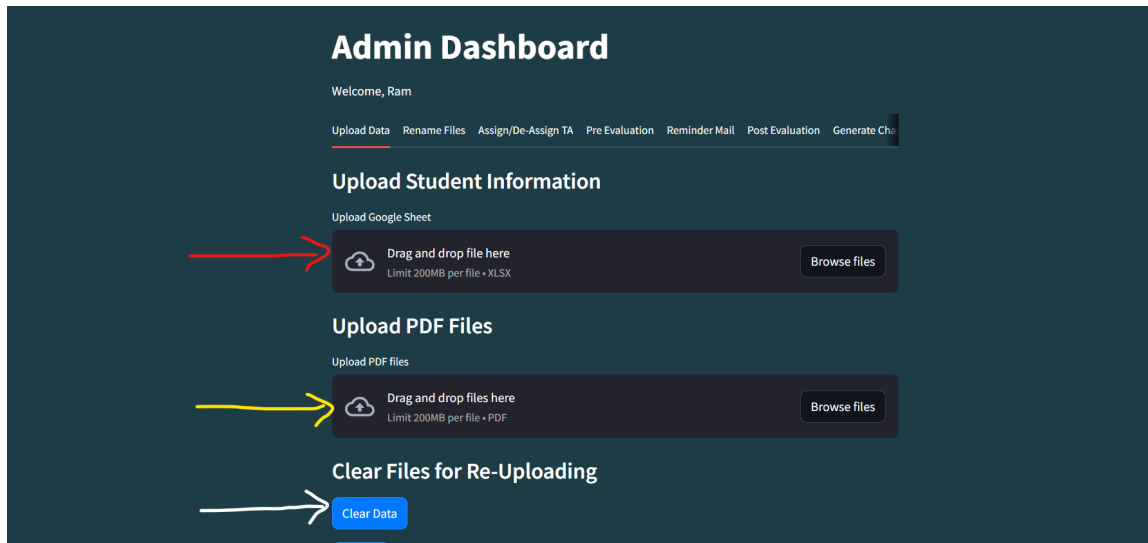 Admin Dashboard
Welcome, Ram
Upload Data Rename Files Assign/De-Assign TA Pre Evaluation Reminder Mail Post Evaluation Generate
Upload Student Information
Upload Google Sheet
Drag and drop file here
Limit 200MB per file • XLSX
Browse files
Upload PDF Files
Upload PDF files
Drag and drop files here
Limit 200MB per file • PDF
Browse files
Clear Files for Re-Uploading
Clear Data